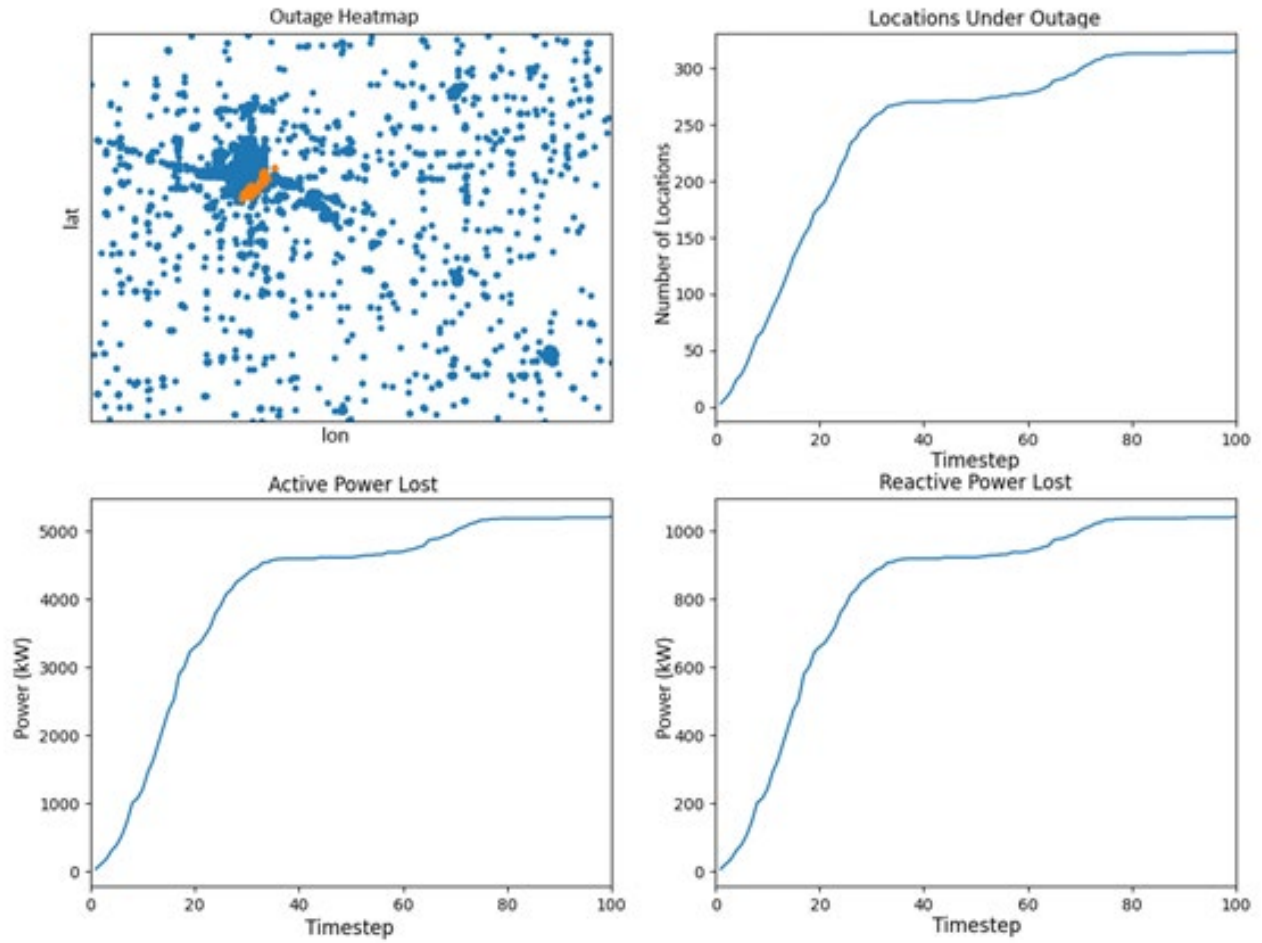 Outage Heatmap
lat
lon
Locations Under Outage
Number of Locations
300
250
200
150
100
50
0
0 20 40 60 80 100
Timestep
Active Power Lost
Power (kW)
5000
4000
3000
2000
1000
0
0 20 40 60 80 100
Timestep
Reactive Power Lost
Power (kW)
1000
800
600
400
200
0
0 20 40 60 80 100
Timestep